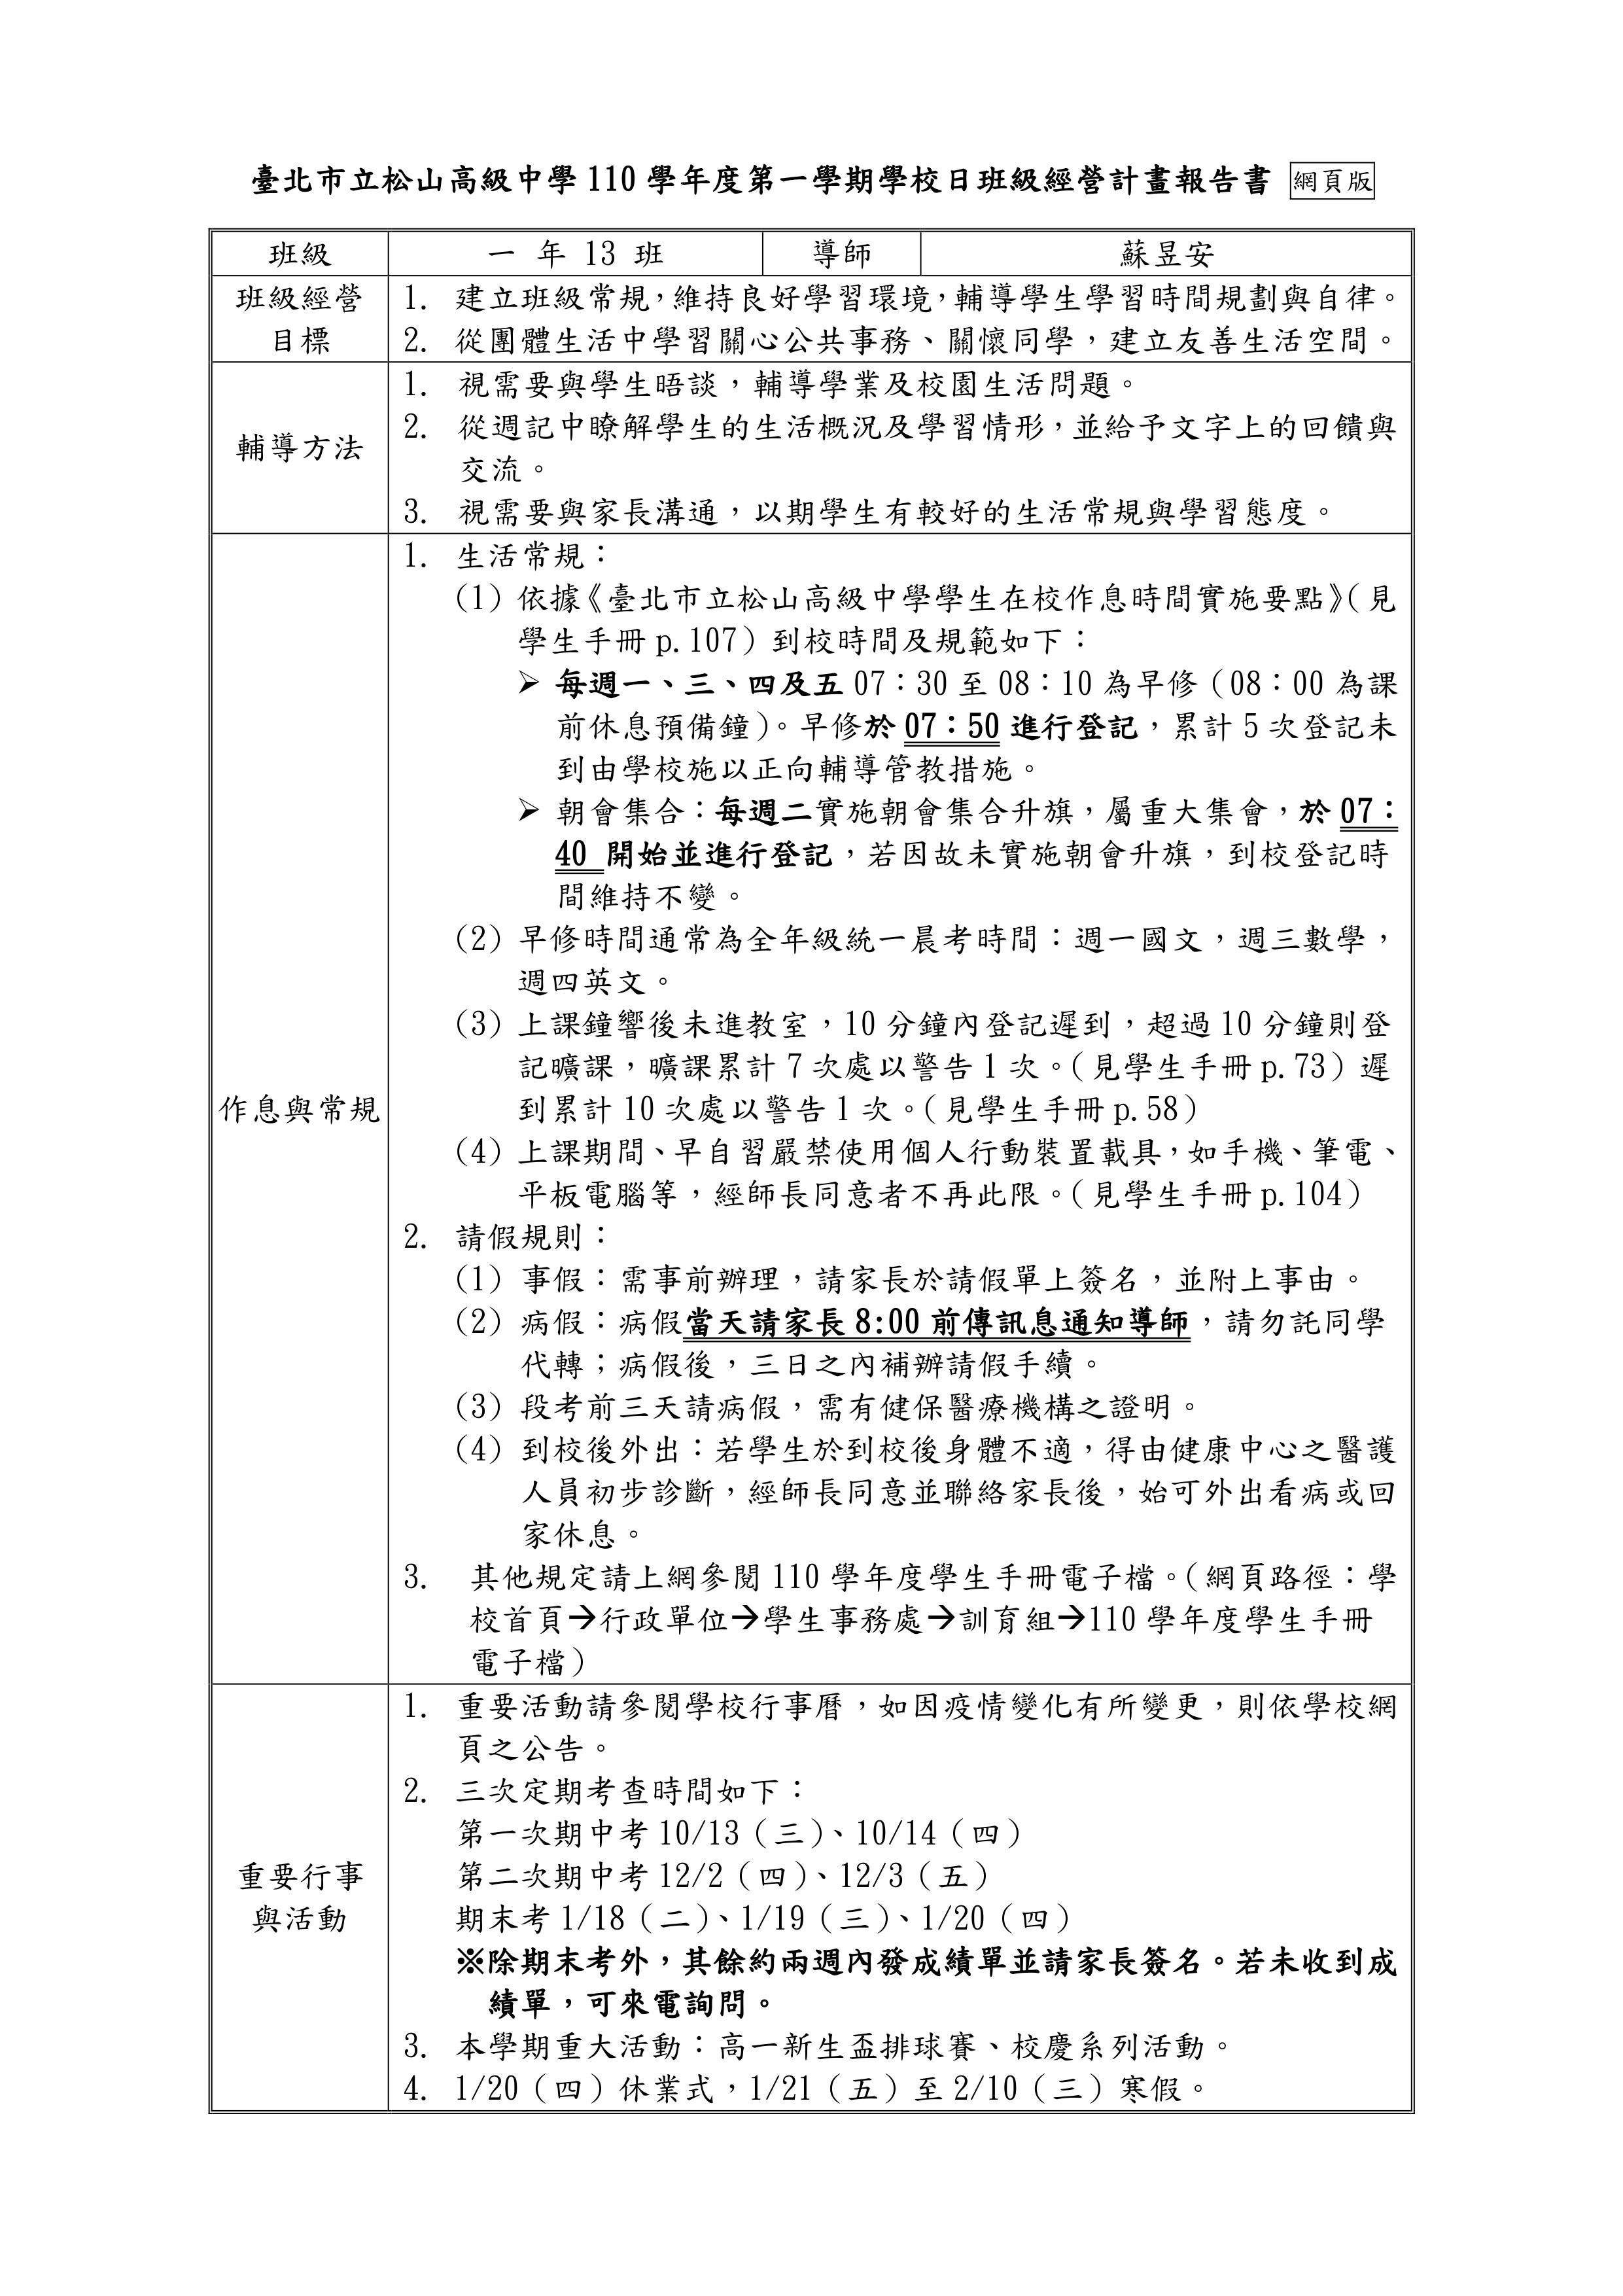 臺北市立松山高級中學 110 學年度第一學期學校日班級經營計畫報告書 網頁版
班級 一 年 13 班 導師 蘇昱安
班級經營
目標
1. 建立班級常規，維持良好學習環境，輔導學生學習時間規劃與自律。
2. 從團體生活中學習關心公共事務、關懷同學，建立友善生活空間。
輔導方法
1. 視需要與學生晤談，輔導學業及校園生活問題。
2. 從週記中瞭解學生的生活概況及學習情形，並給予文字上的回饋與
交流。
3. 視需要與家長溝通，以期學生有較好的生活常規與學習態度。
作息與常規
1. 生活常規：
(1) 依據《臺北市立松山高級中學學生在校作息時間實施要點》（見
學生手冊 p.107）到校時間及規範如下：
➢ 每週一、三、四及五 07：30 至 08：10 為早修（08：00 為課
前休息預備鐘）。早修於 07：50 進行登記，累計 5 次登記未
到由學校施以正向輔導管教措施。
➢ 朝會集合：每週二實施朝會集合升旗，屬重大集會，於 07：
40 開始並進行登記，若因故未實施朝會升旗，到校登記時
間維持不變。
(2) 早修時間通常為全年級統一晨考時間：週一國文，週三數學，
週四英文。
(3) 上課鐘響後未進教室，10 分鐘內登記遲到，超過 10 分鐘則登
記曠課，曠課累計 7 次處以警告 1 次。（見學生手冊 p.73）遲
到累計 10 次處以警告 1 次。（見學生手冊 p.58）
(4) 上課期間、早自習嚴禁使用個人行動裝置載具，如手機、筆電、
平板電腦等，經師長同意者不再此限。（見學生手冊 p.104）
2. 請假規則：
(1) 事假：需事前辦理，請家長於請假單上簽名，並附上事由。
(2) 病假：病假當天請家長 8:00 前傳訊息通知導師，請勿託同學
代轉；病假後，三日之內補辦請假手續。
(3) 段考前三天請病假，需有健保醫療機構之證明。
(4) 到校後外出：若學生於到校後身體不適，得由健康中心之醫護
人員初步診斷，經師長同意並聯絡家長後，始可外出看病或回
家休息。
3. 其他規定請上網參閱 110 學年度學生手冊電子檔。（網頁路徑：學
校首頁→行政單位→學生事務處→訓育組→110 學年度學生手冊
電子檔）
重要行事
與活動
1. 重要活動請參閱學校行事曆，如因疫情變化有所變更，則依學校網
頁之公告。
2. 三次定期考查時間如下：
第一次期中考 10/13（三）、10/14（四）
第二次期中考 12/2（四）、12/3（五）
期末考 1/18（二）、1/19（三）、1/20（四）
※除期末考外，其餘約兩週內發成績單並請家長簽名。若未收到成
績單，可來電詢問。
3. 本學期重大活動：高一新生盃排球賽、校慶系列活動。
4. 1/20（四）休業式，1/21（五）至 2/10（三）寒假。